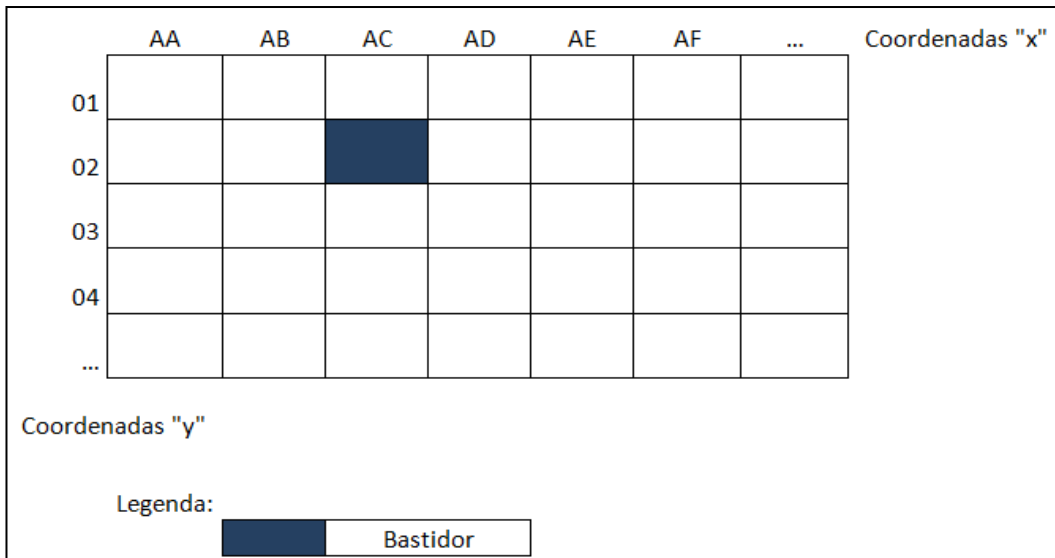 AA AB AC AD AE AF ... Coordenadas "x"
01
02
03
04
...
Coordenadas "y"
Legenda:
Bastidor